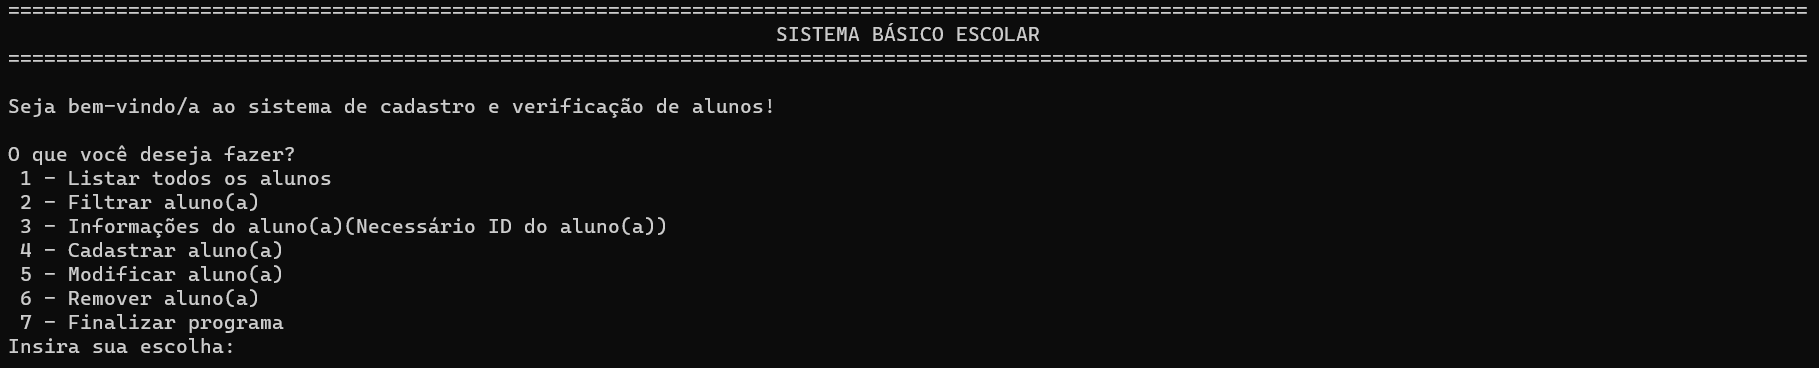 ======================================================================================================================================================
SISTEMA BÁSICO ESCOLAR
======================================================================================================================================================
Seja bem-vindo/a ao sistema de cadastro e verificação de alunos!
O que você deseja fazer?
1 - Listar todos os alunos
2 - Filtrar aluno(a)
3 - Informações do aluno(a)(Necessário ID do aluno(a))
4 - Cadastrar aluno(a)
5 - Modificar aluno(a)
6 - Remover aluno(a)
7 - Finalizar programa
Insira sua escolha: